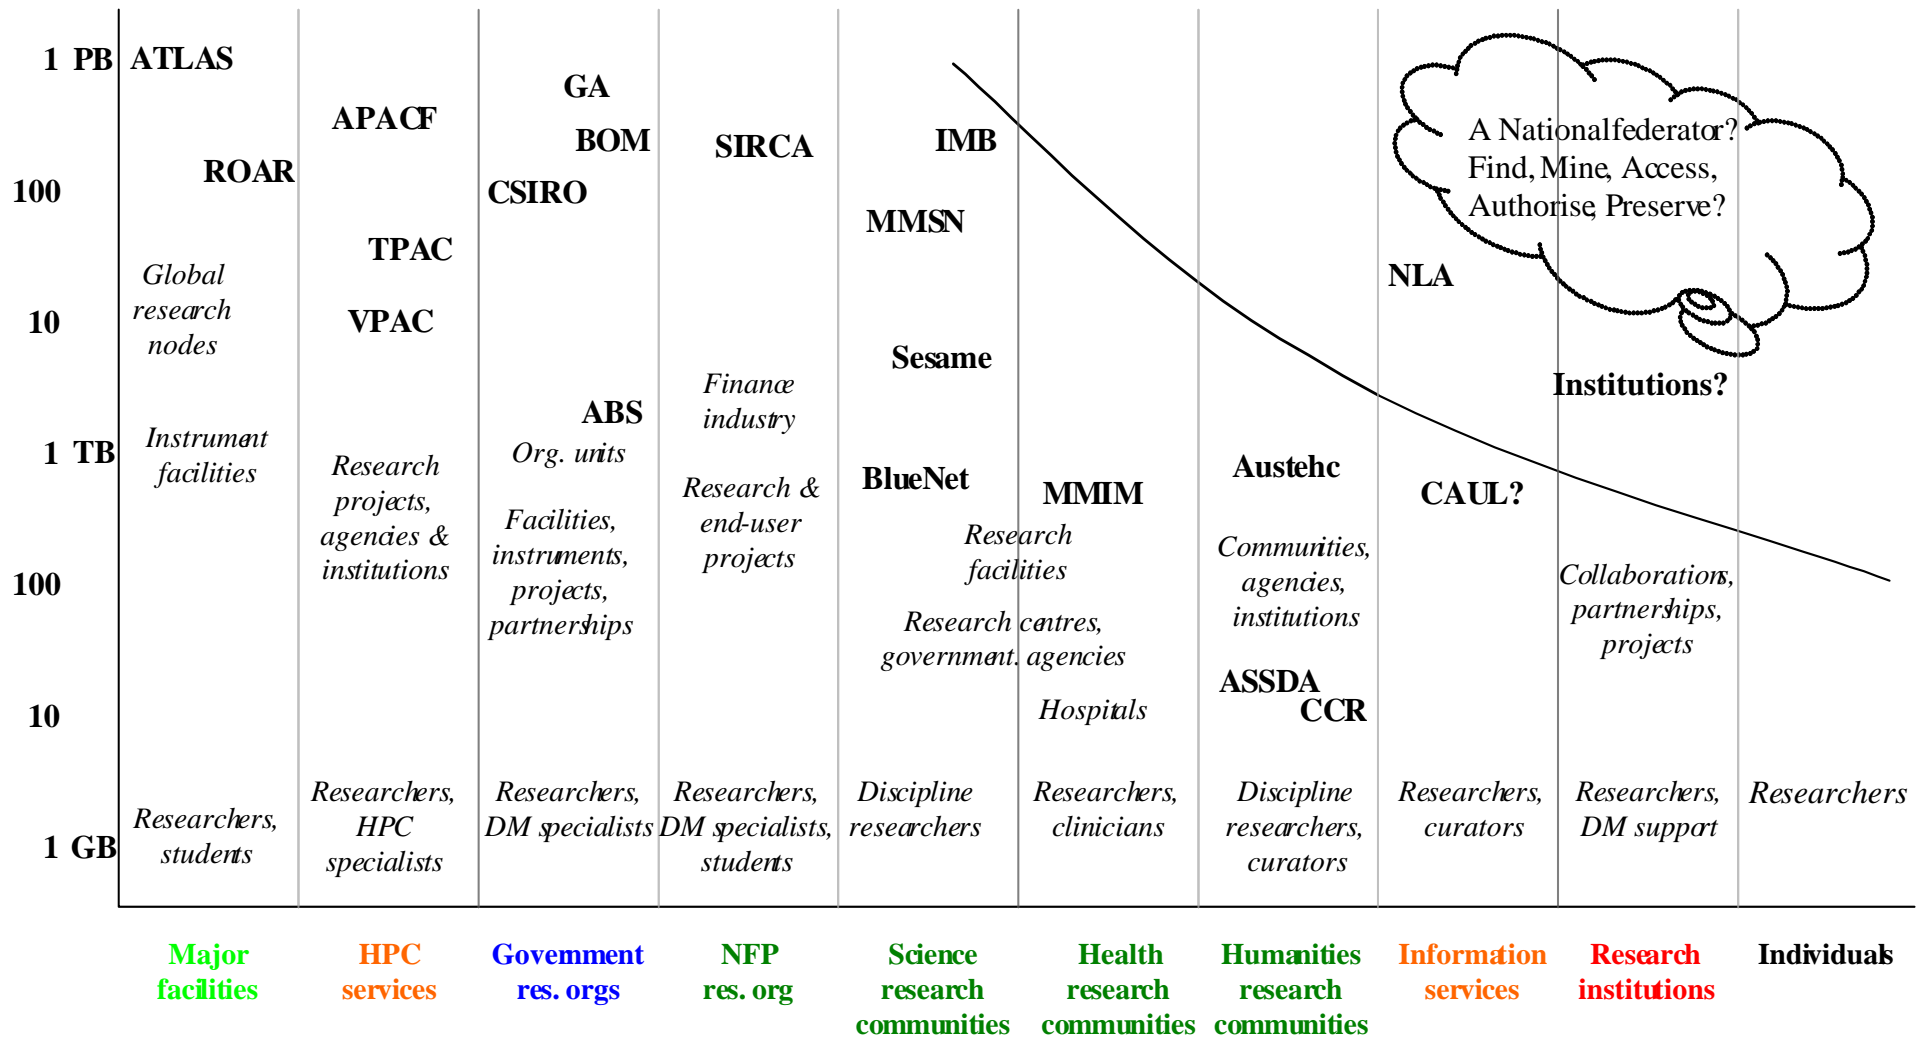 1 PB
100
10
1 TB
100
10
1 GB
ATLAS
ROAR
Global
research
nodes
Instrument
facilities
Researchers,
students
APACF
TPAC
VPAC
Research
projects,
agencies &
institutions
Researchers,
HPC
specialists
GA
BOM
CSIRO
ABS
Org. units
Facilities,
instruments,
projects,
partnerships
Researchers,
DM specialists
SIRCA
Finance
industry
Research &
end-user
projects
Researchers,
DM specialists,
students
IMB
MMSN
Sesame
BlueNet
Discipline
researchers
MMIM
Research
facilities
Research centres,
government. agencies
Hospitals
Researchers,
clinicians
Austehc
Communities,
agencies,
institutions
ASSDA
CCR
Discipline
researchers,
curators
NLA
CAUL?
Researchers,
curators
A Nationalfederator?
Find, Mine, Access,
Authorise, Preserve?
Institutions?
Collaborations,
partnerships,
projects
Researchers,
DM support
Researchers
Major
facilities
HPC
services
Government
res. orgs
NFP
res. org
Science
research
communities
Health
research
communities
Humanities
research
communities
Information
services
Research
institutions
Individuals